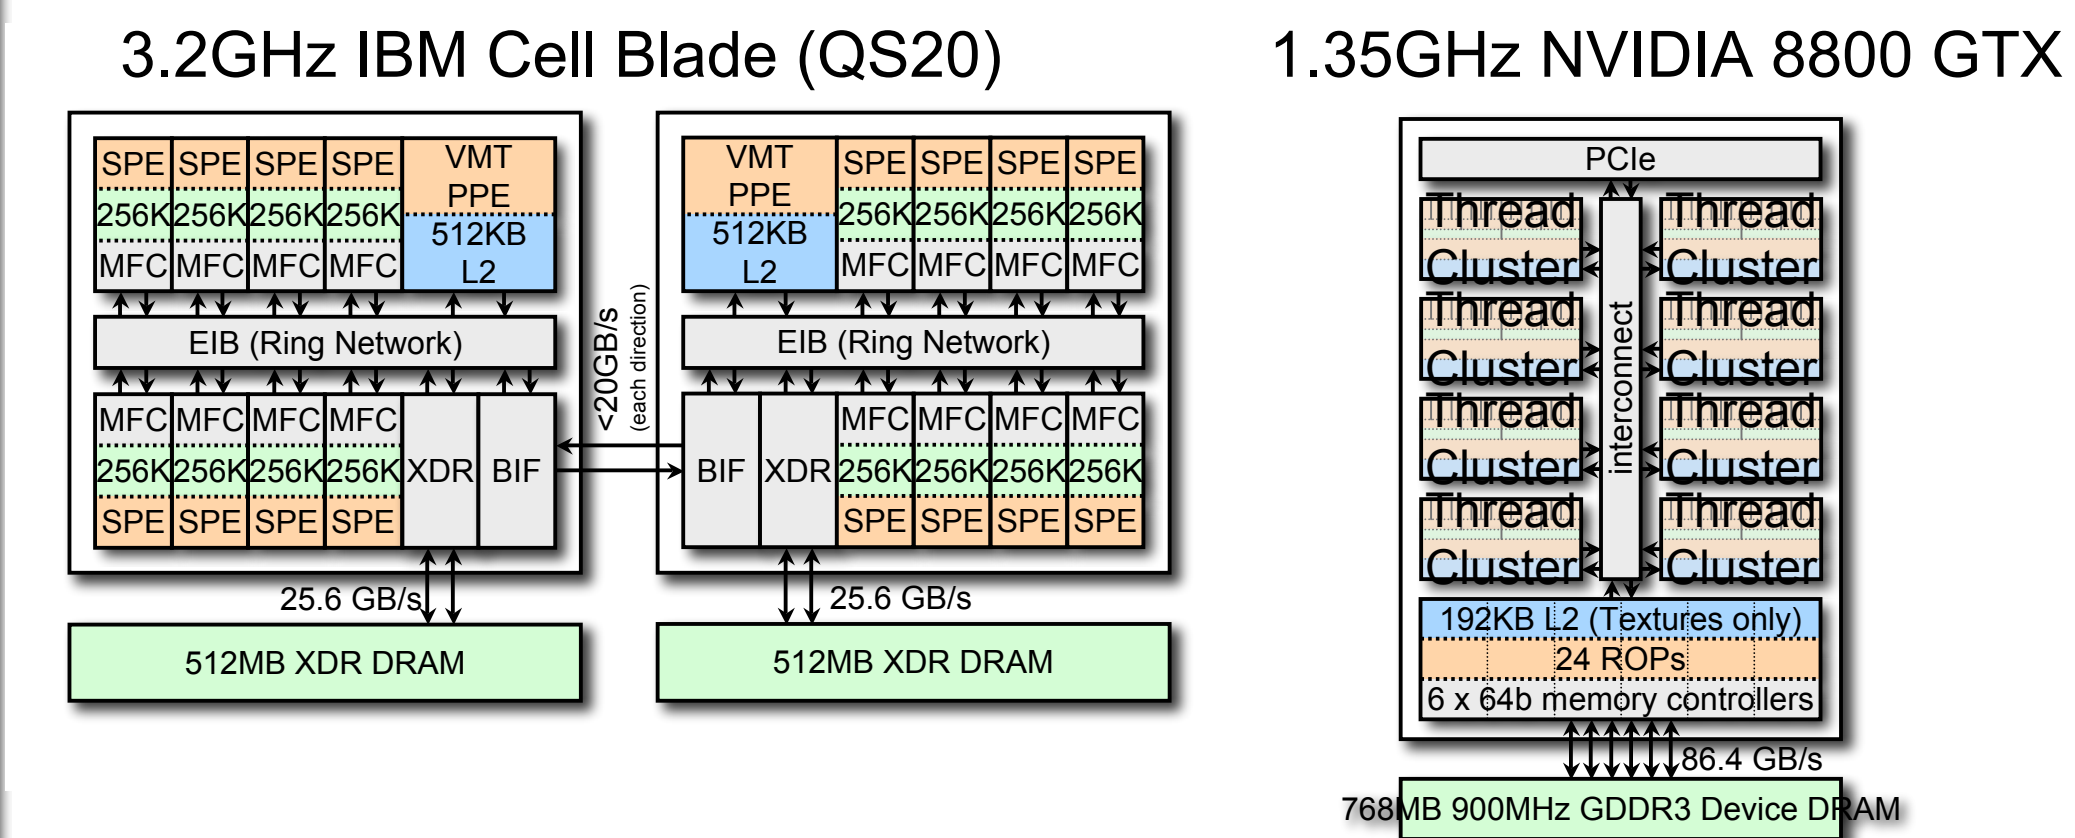 3.2GHz IBM Cell Blade (QS20)
SPE SPE SPE SPE VMT PPE
256K 256K 256K 256K 512KB L2
MFC MFC MFC MFC
EIB (Ring Network)
MFC MFC MFC MFC XDR BIF
256K 256K 256K 256K
SPE SPE SPE SPE
25.6 GB/s
512MB XDR DRAM
<20GB/s
(each direction)
VMT PPE SPE SPE SPE SPE
512KB L2 256K 256K 256K 256K
MFC MFC MFC MFC
EIB (Ring Network)
BIF XDR MFC MFC MFC MFC
256K 256K 256K 256K
SPE SPE SPE SPE
25.6 GB/s
512MB XDR DRAM
1.35GHz NVIDIA 8800 GTX
PCIe
Thread Thread
Cluster Cluster
Thread Thread
Cluster Cluster
Thread Thread
Cluster Cluster
Thread Thread
Cluster Cluster
interconnect
192KB L2 (Textures only)
24 ROPs
6 x 64b memory controllers
86.4 GB/s
768MB 900MHz GDDR3 Device DRAM